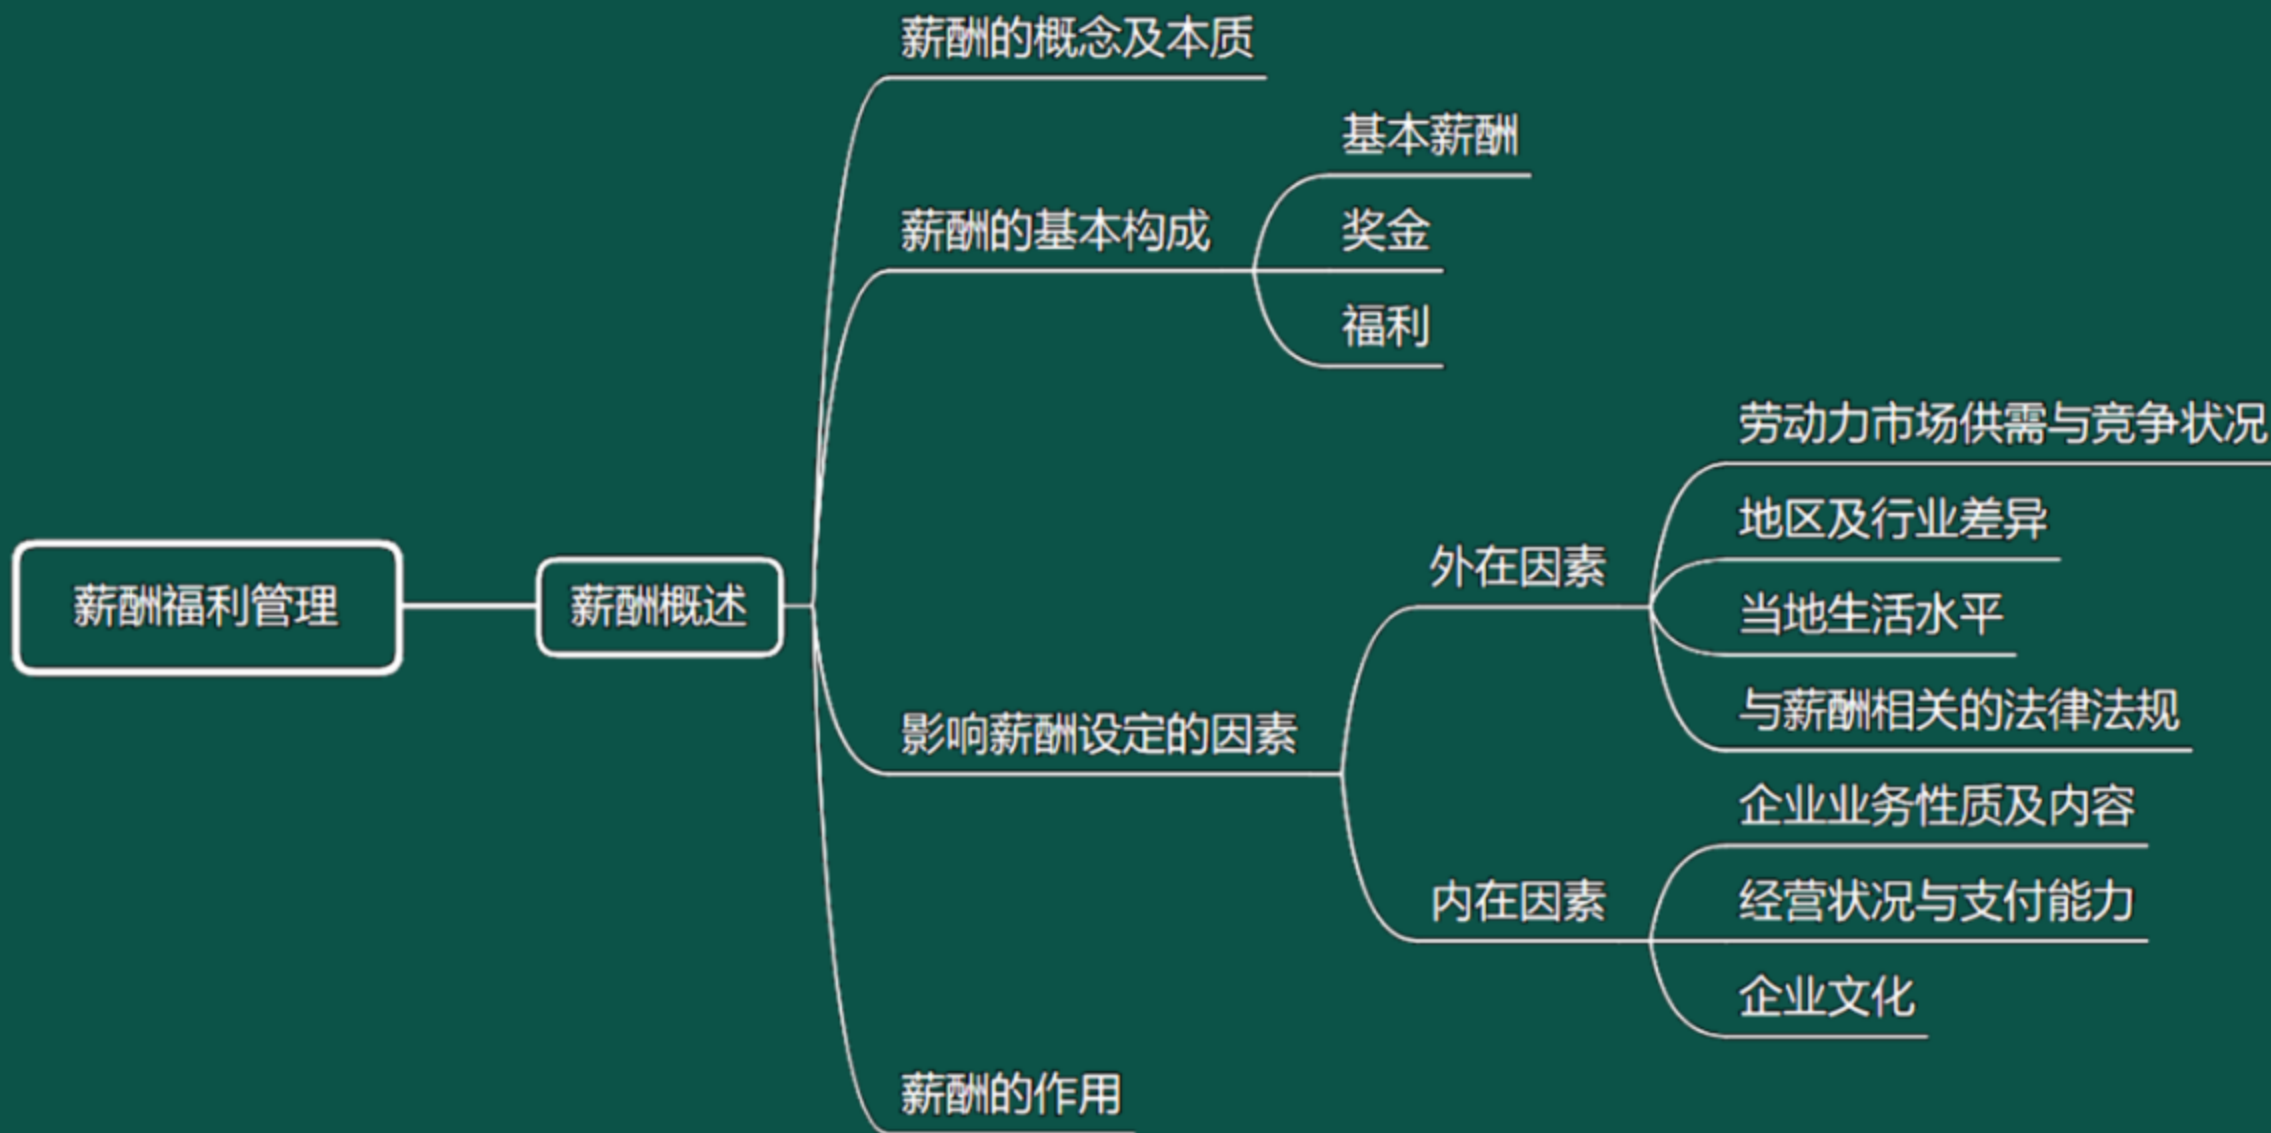 薪酬福利管理
薪酬概述
薪酬的概念及本质
薪酬的基本构成
基本薪酬
奖金
福利
影响薪酬设定的因素
外在因素
劳动力市场供需与竞争状况
地区及行业差异
当地生活水平
与薪酬相关的法律法规
内在因素
企业业务性质及内容
经营状况与支付能力
企业文化
薪酬的作用